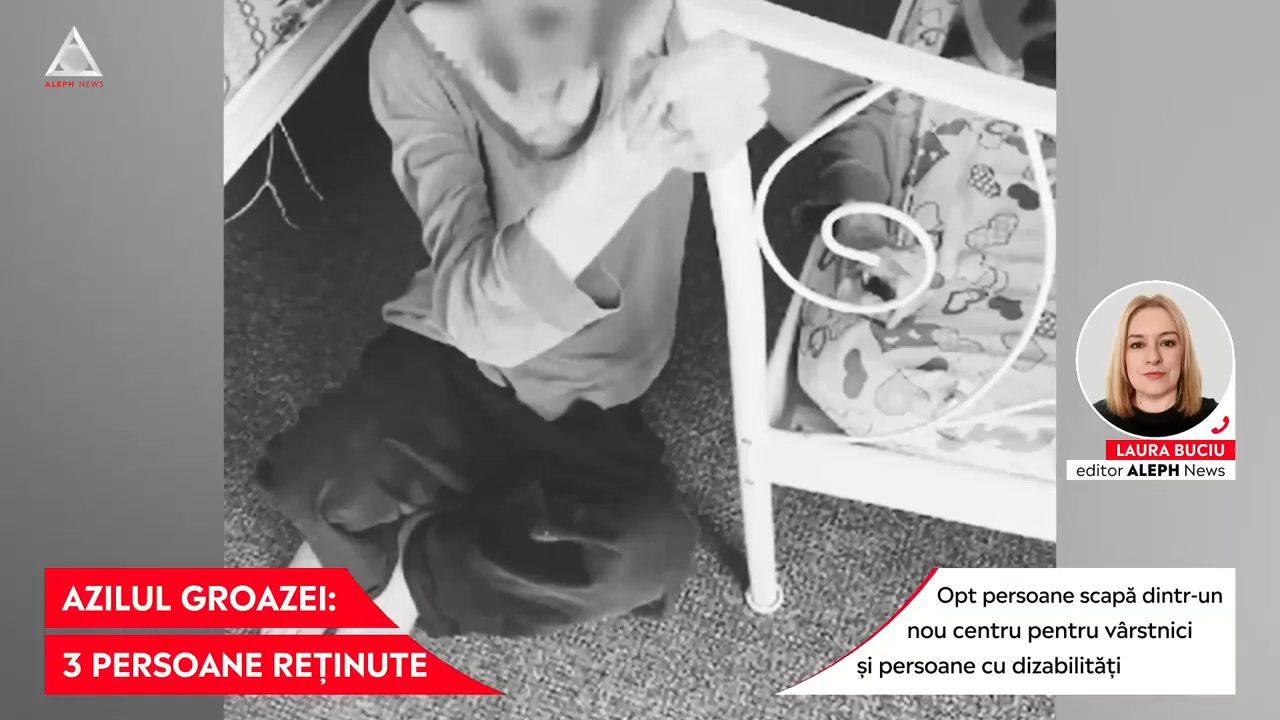 ALEPH NEWS
LAURA BUCIU
editor ALEPH News
AZILUL GROAZEI:
3 PERSOANE REȚINUTE
Opt persoane scapă dintr-un
nou centru pentru vârstnici
și persoane cu dizabilități